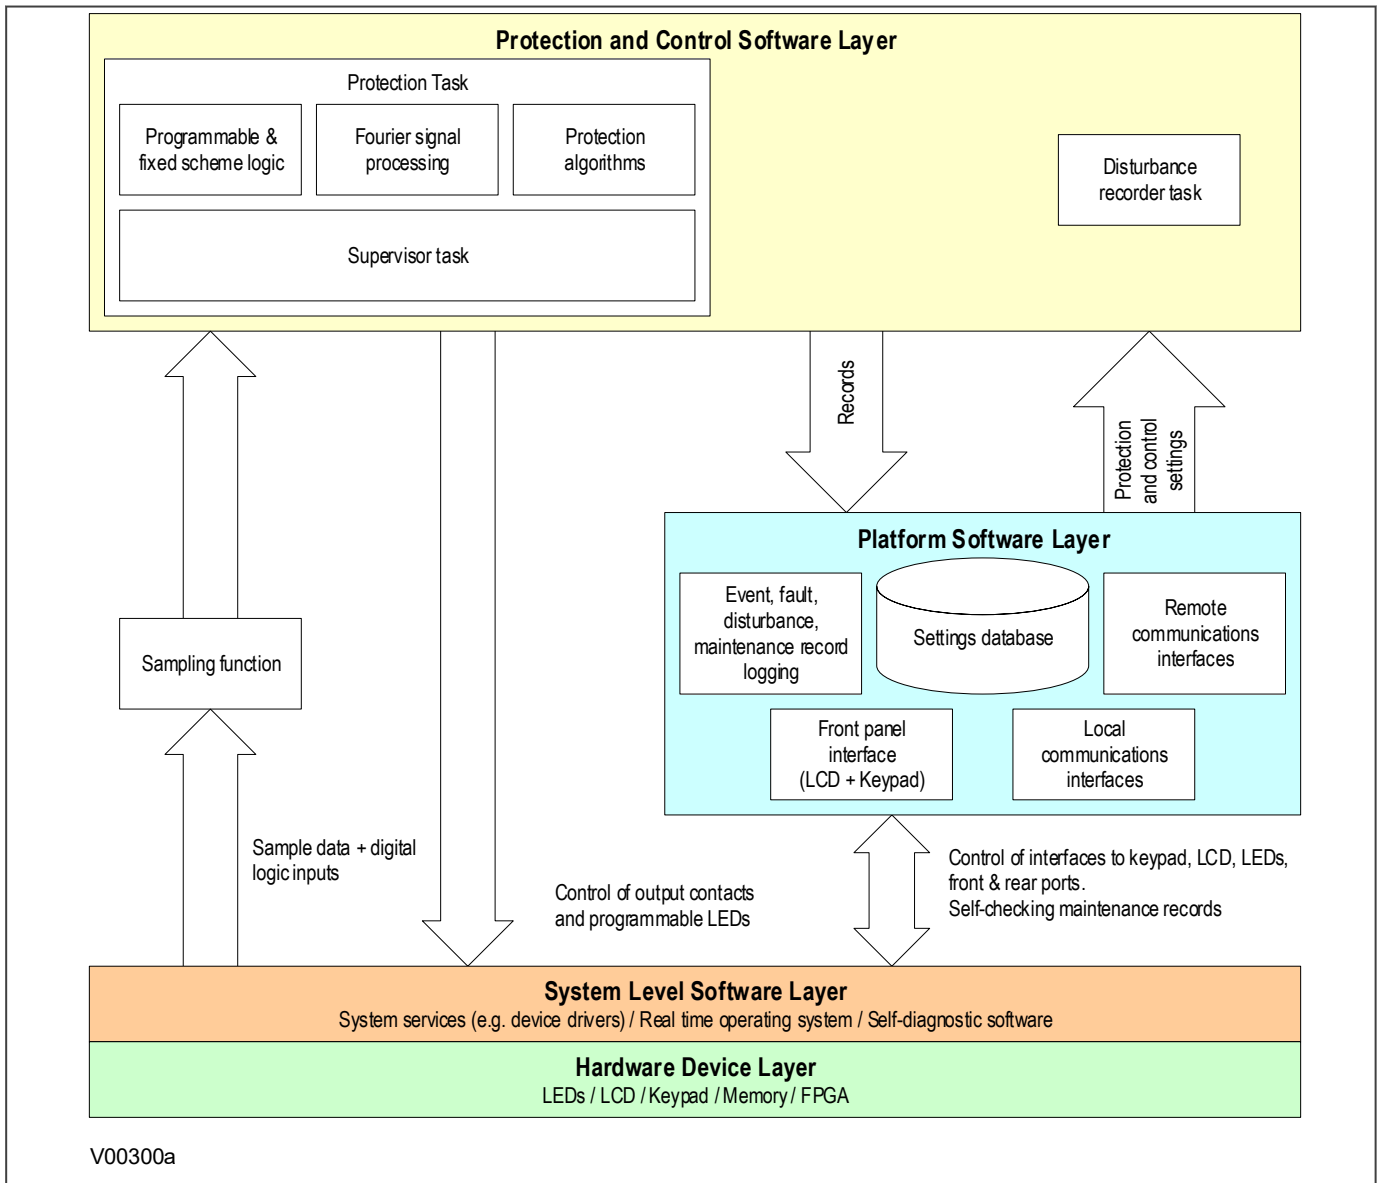 Protection and Control Software Layer
Protection Task
Programmable &
fixed scheme logic
Fourier signal
processing
Protection
algorithms
Supervisor task
Disturbance
recorder task
Records
Protection
and control
settings
Platform Software Layer
Event, fault,
disturbance,
maintenance record
logging
Settings database
Remote
communications
interfaces
Front panel
interface
(LCD + Keypad)
Local
communications
interfaces
Sampling function
Sample data + digital
logic inputs
Control of output contacts
and programmable LEDs
Control of interfaces to keypad, LCD, LEDs,
front & rear ports.
Self-checking maintenance records
System Level Software Layer
System services (e.g. device drivers) / Real time operating system / Self-diagnostic software
Hardware Device Layer
LEDs / LCD / Keypad / Memory / FPGA
V00300a